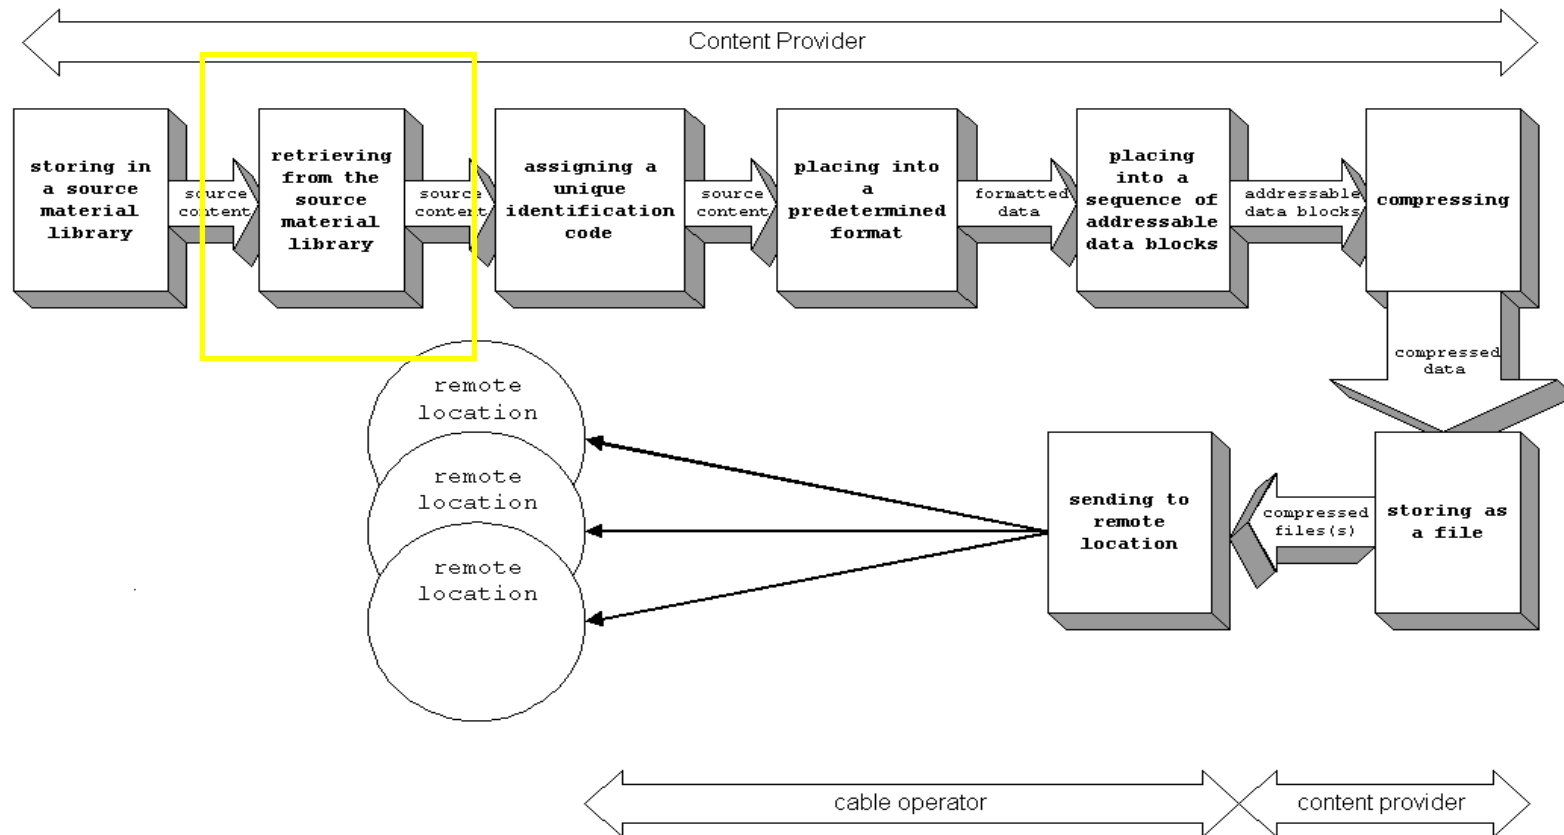 Content Provider
storing in
a source
material
library
source
content
retrieving
from the
source
material
library
source
content
assigning a
unique
identification
code
source
content
placing into
a
predetermined
format
formatted
data
placing
into a
sequence of
addressable
data blocks
addressable
data blocks
compressing
compressed
data
storing as
a file
compressed
files(s)
sending to
remote
location
remote
location
remote
location
remote
location
cable operator
content provider